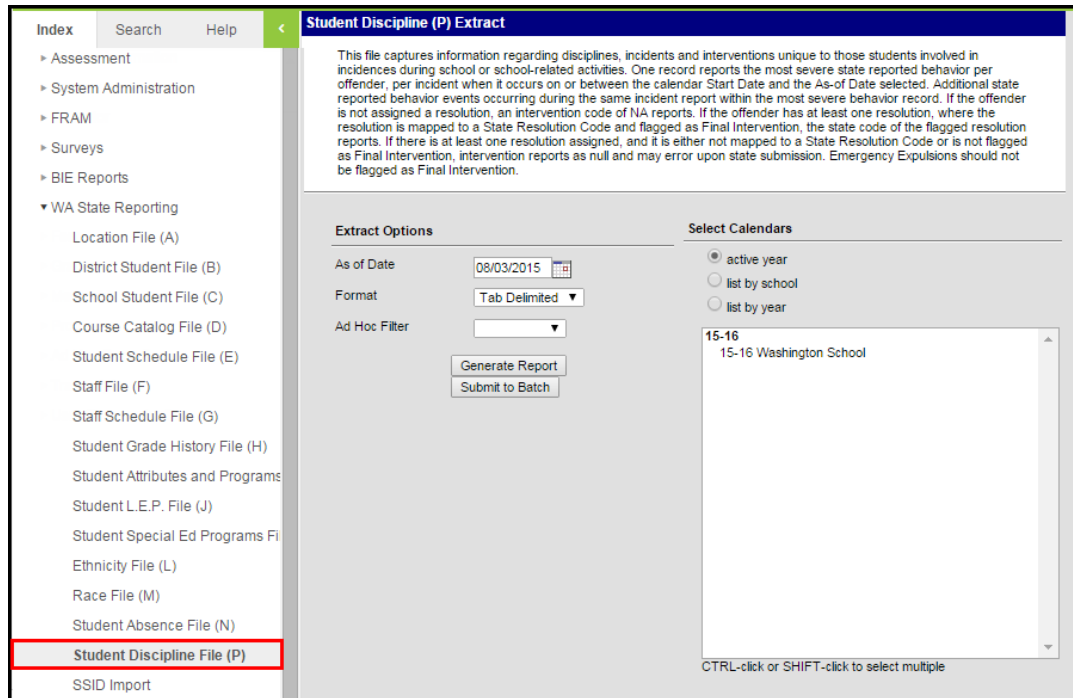 Index
Search
Help
Assessment
System Administration
FRAM
Surveys
BIE Reports
WA State Reporting
Location File (A)
District Student File (B)
School Student File (C)
Course Catalog File (D)
Student Schedule File (E)
Staff File (F)
Staff Schedule File (G)
Student Grade History File (H)
Student Attributes and Programs
Student L.E.P. File (J)
Student Special Ed Programs Fi
Ethnicity File (L)
Race File (M)
Student Absence File (N)
Student Discipline File (P)
SSID Import
Student Discipline (P) Extract
This file captures information regarding disciplines, incidents and interventions unique to those students involved in
incidences during school or school-related activities. One record reports the most severe state reported behavior per
offender, per incident when it occurs on or between the calendar Start Date and the As-of Date selected. Additional state
reported behavior events occurring during the same incident report within the most severe behavior record. If the offender
is not assigned a resolution, an intervention code of NA reports. If the offender has at least one resolution, where the
resolution is mapped to a State Resolution Code and flagged as Final Intervention, the state code of the flagged resolution
reports. If there is at least one resolution assigned, and it is either not mapped to a State Resolution Code or is not flagged
as Final Intervention, intervention reports as null and may error upon state submission. Emergency Expulsions should not
be flagged as Final Intervention.
Extract Options
As of Date
08/03/2015
Format
Tab Delimited
Ad Hoc Filter
Generate Report
Submit to Batch
Select Calendars
active year
list by school
list by year
15-16
15-16 Washington School
CTRL-click or SHIFT-click to select multiple